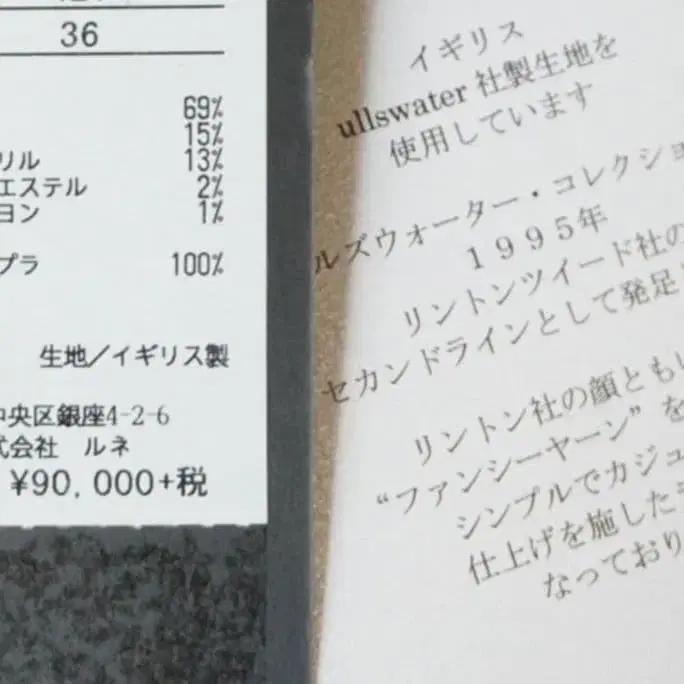 36
69%
15%
リル 13%
エステル 2%
ヨン 1%
プラ 100%
生地/イギリス製
中央区銀座4-2-6
式会社 ルネ
¥90,000+税
イギリス
ullswater 社製生地を
使用しています
ルズウォーター・コレクショ
1995年
リントンツイード社の
セカンドラインとして発足
リントン社の顔ともい
“ファンシーヤーン”を
シンプルでカジュ
仕上げを施した
なっており